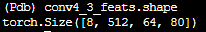 (Pdb) conv4_3_feats.shape
torch.Size([8, 512, 64, 80])